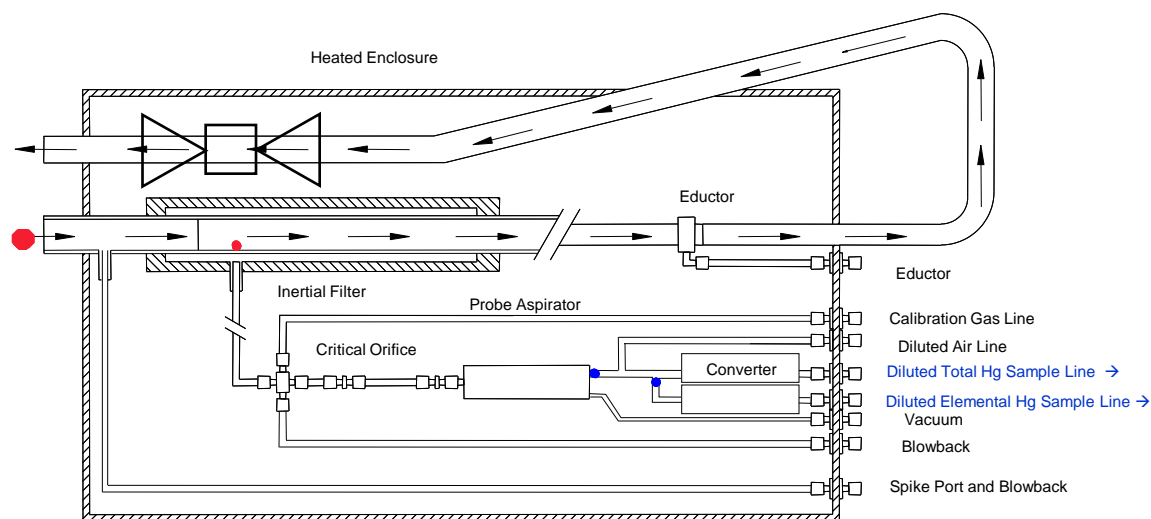 Heated Enclosure
Eductor
Eductor
Inertial Filter
Probe Aspirator
Calibration Gas Line
Critical Orifice
Diluted Air Line
Converter
Diluted Total Hg Sample Line →
Diluted Elemental Hg Sample Line →
Vacuum
Blowback
Spike Port and Blowback